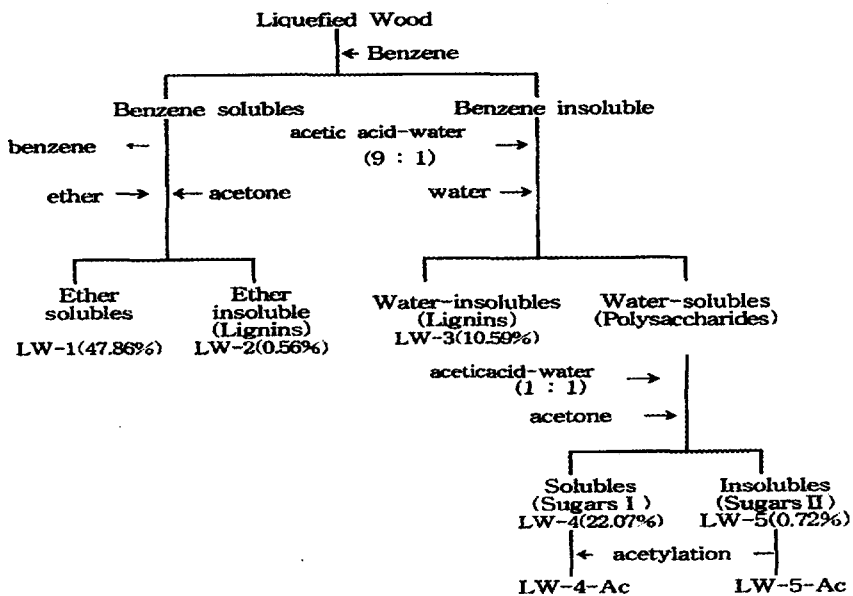 Liquefied Wood
Benzene
Benzene solubles
Benzene insoluble
benzene
acetic acid-water
(9 : 1)
ether
acetone
water
Ether
solubles
LW-1(47.86%)
Ether
insoluble
(Lignins)
LW-2(0.56%)
Water-insolubles
(Lignins)
LW-3(10.59%)
Water-solubles
(Polysaccharides)
aceticacid-water
(1 : 1)
acetone
Solubles
(Sugars I)
LW-4(22.07%)
Insolubles
(Sugars II)
LW-5(0.72%)
acetylation
LW-4-Ac
LW-5-Ac